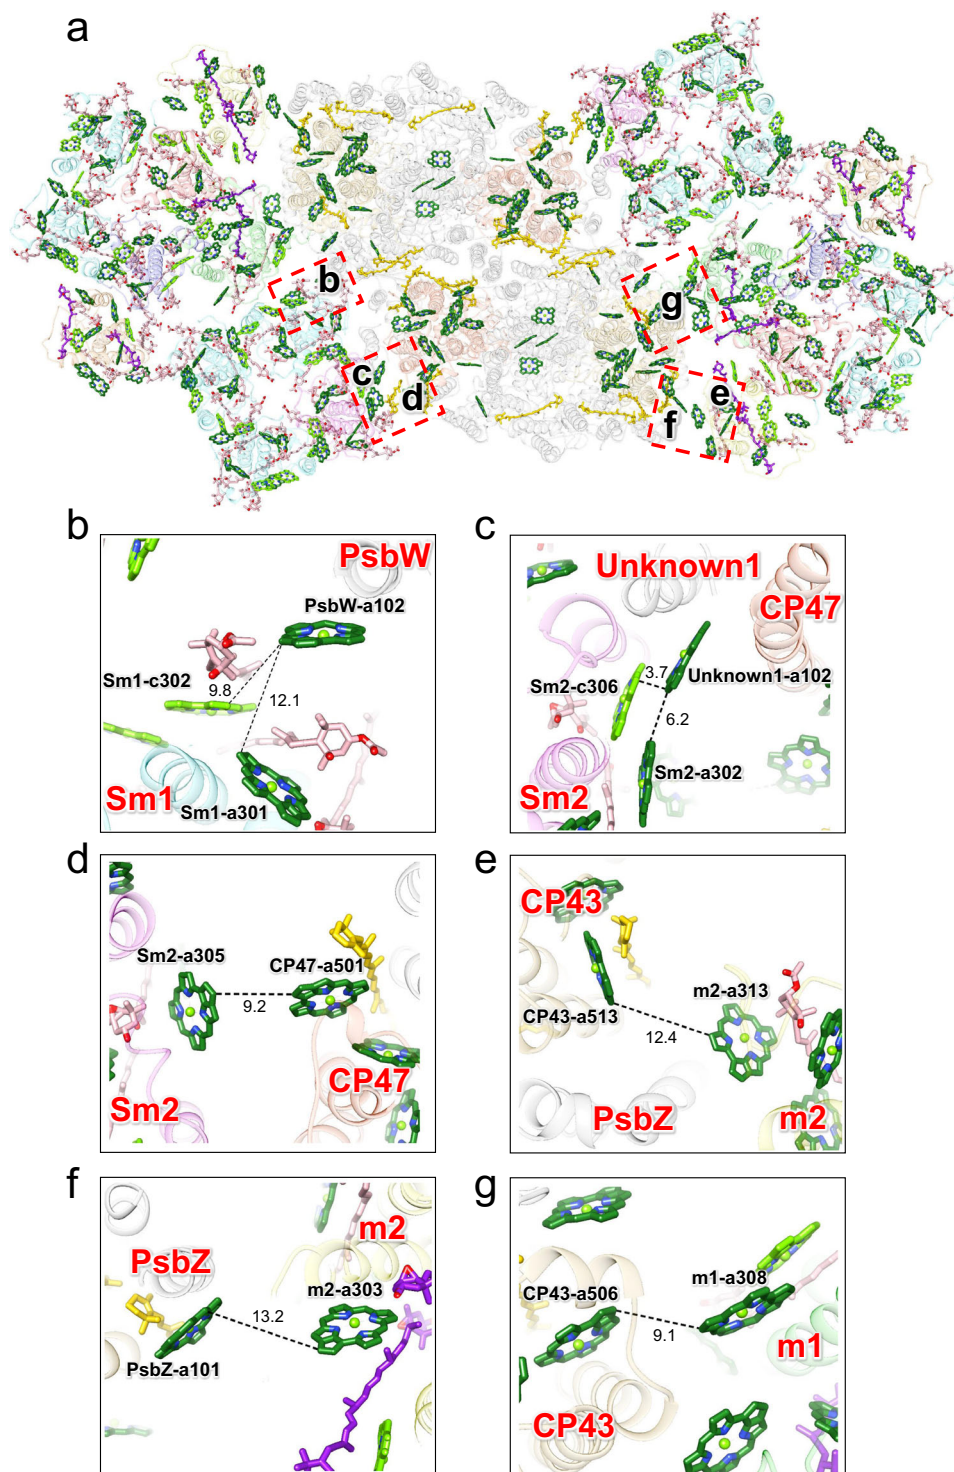 a
b
g
c
d
e
f
b
PsbW
PsbW-a102
Sm1-c302
9.8
12.1
Sm1
Sm1-a301
c
Unknown1
CP47
3.7
Unknown1-a102
Sm2-c306
6.2
Sm2-a302
Sm2
d
Sm2-a305
CP47-a501
9.2
CP47
Sm2
e
CP43
m2-a313
CP43-a513
12.4
PsbZ
m2
f
m2
PsbZ
m2-a303
13.2
PsbZ-a101
g
m1-a308
CP43-a506
9.1
m1
CP43